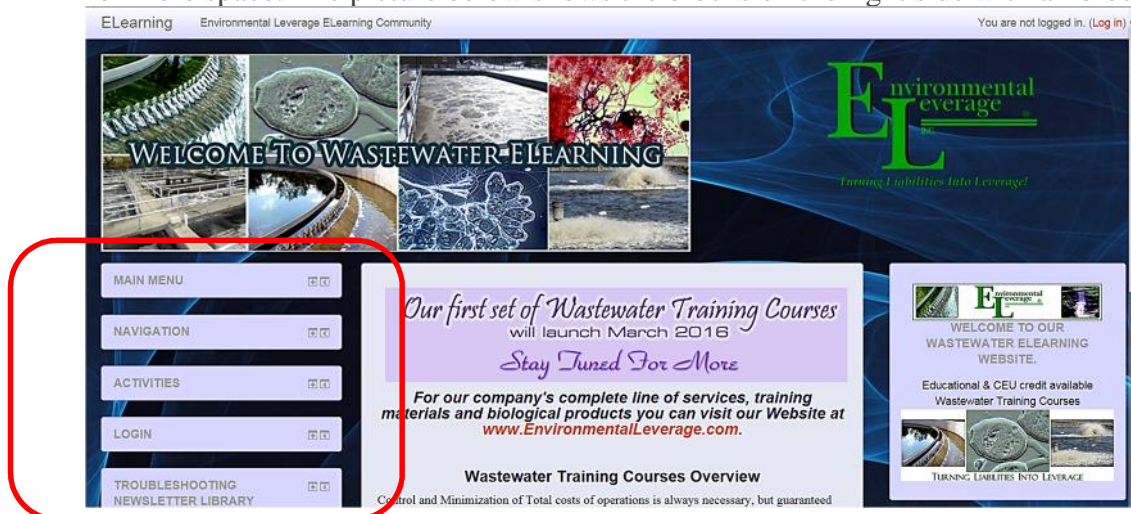 ELearning Environmental Leverage ELearning Community You are not logged in. (Log in)
WELCOME TO WASTEWATER ELEARNING
Environmental
Leverage ®
INC.
Turning Liabilities Into Leverage!
MAIN MENU
NAVIGATION
ACTIVITIES
LOGIN
TROUBLESHOOTING
NEWSLETTER LIBRARY
Our first set of Wastewater Training Courses
will launch March 2016
Stay Tuned For More
For our company's complete line of services, training
materials and biological products you can visit our Website at
www.EnvironmentalLeverage.com.
Wastewater Training Courses Overview
Control and Minimization of Total costs of operations is always necessary, but guaranteed
Environmental
Leverage
WELCOME TO OUR
WASTEWATER ELEARNING
WEBSITE.
Educational & CEU credit available
Wastewater Training Courses
TURNING LIABILITIES INTO LEVERAGE